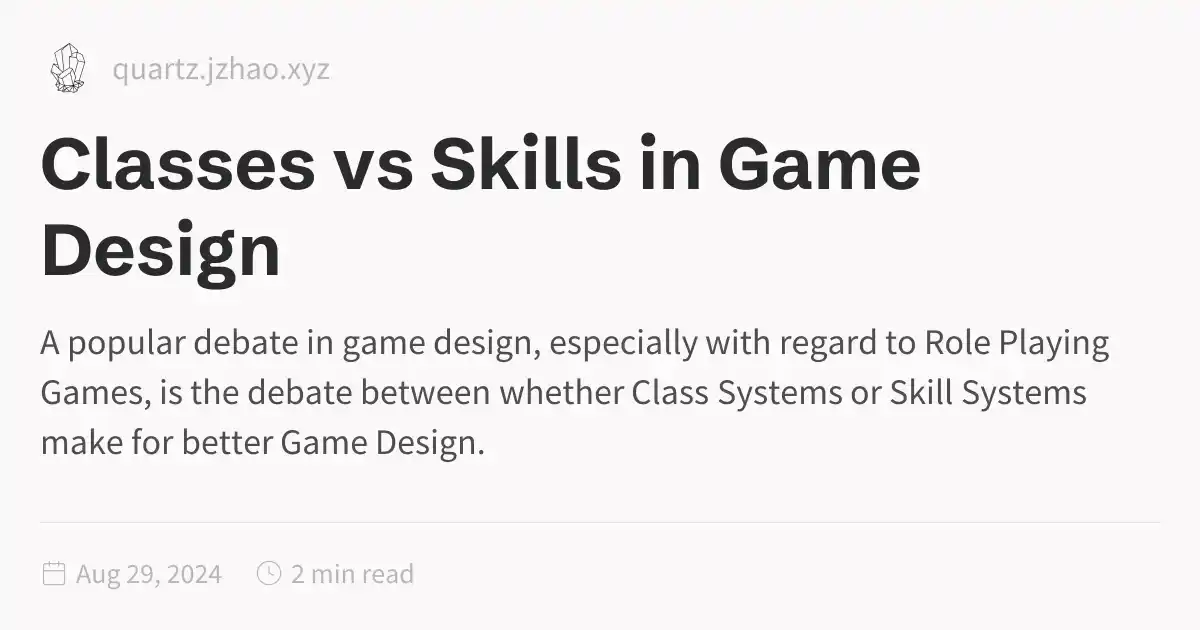 quartz.jzhao.xyz
Classes vs Skills in Game
Design
A popular debate in game design, especially with regard to Role Playing
Games, is the debate between whether Class Systems or Skill Systems
make for better Game Design.
Aug 29, 2024 2 min read